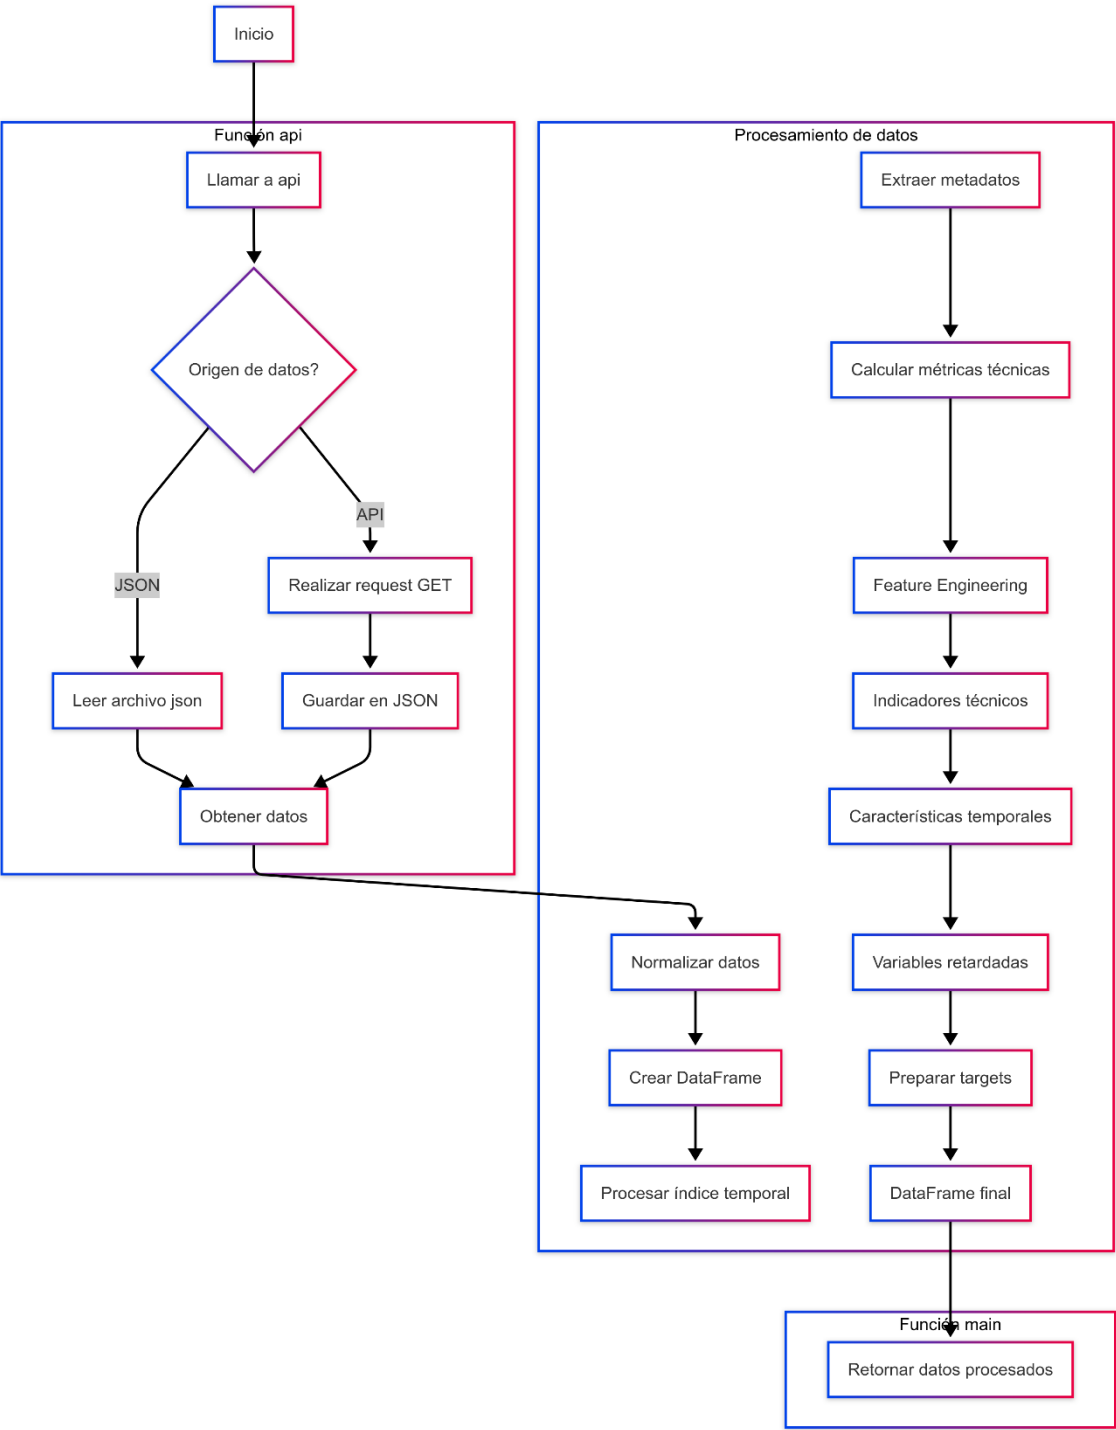 Inicio
Función api
Llamar a api
Origen de datos?
API
JSON
Realizar request GET
Leer archivo json
Guardar en JSON
Obtener datos
Procesamiento de datos
Extraer metadatos
Calcular métricas técnicas
Feature Engineering
Indicadores técnicos
Características temporales
Normalizar datos
Variables retardadas
Crear DataFrame
Preparar targets
Procesar índice temporal
DataFrame final
Función main
Retornar datos procesados